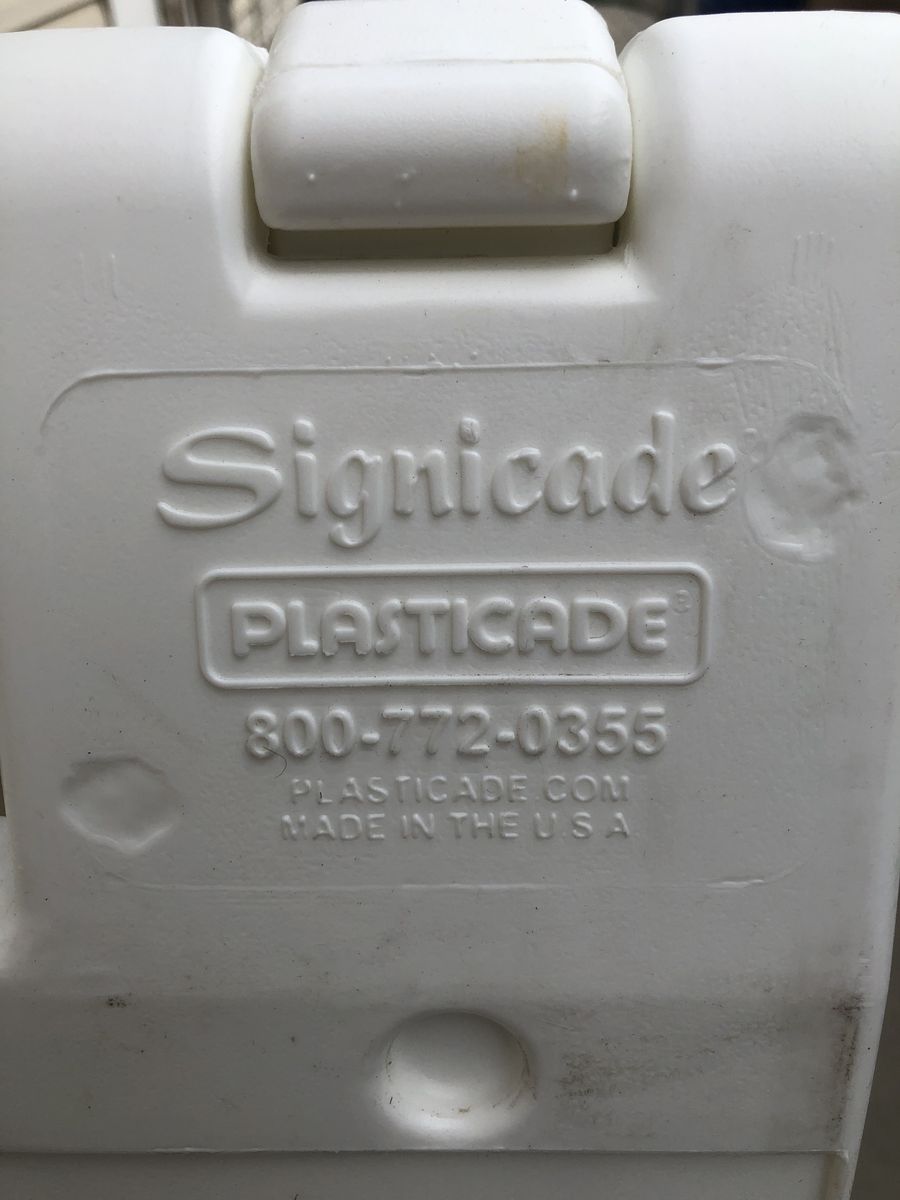 Signicade®
PLASTICADE®
800-772-0355
PLASTICADE.COM
MADE IN THE U.S.A